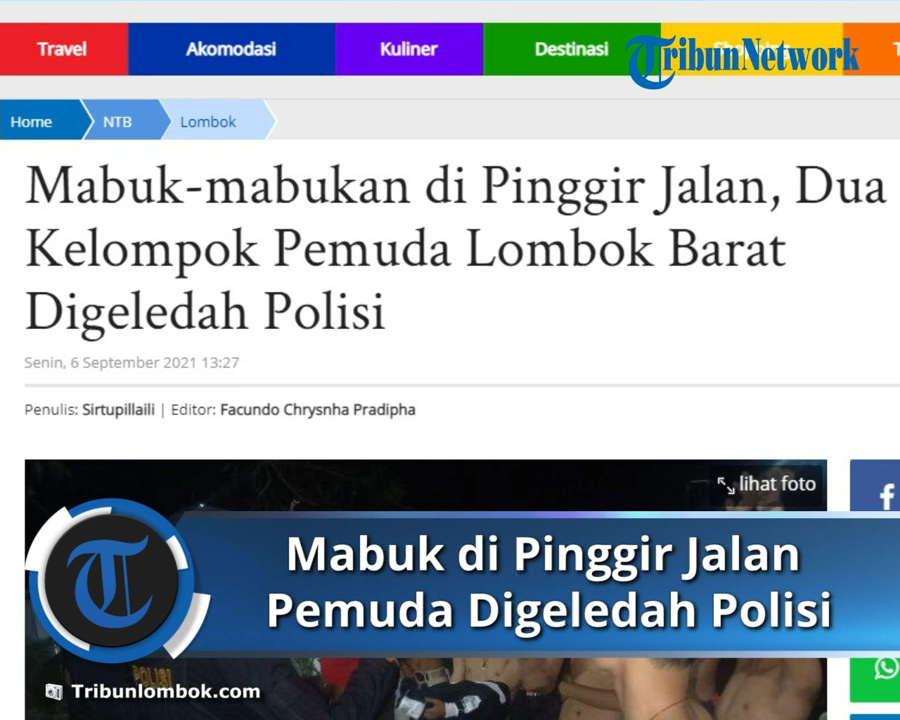 Travel
Akomodasi
Kuliner
Destinasi
TribunNetwork
Home
NTB
Lombok
Mabuk-mabukan di Pinggir Jalan, Dua
Kelompok Pemuda Lombok Barat
Digeledah Polisi
Senin, 6 September 2021 13:27
Penulis: Sirtupillaili | Editor: Facundo Chrysnha Pradipha
lihat foto
Mabuk di Pinggir Jalan
Pemuda Digeledah Polisi
POLISI
Tribunlombok.com